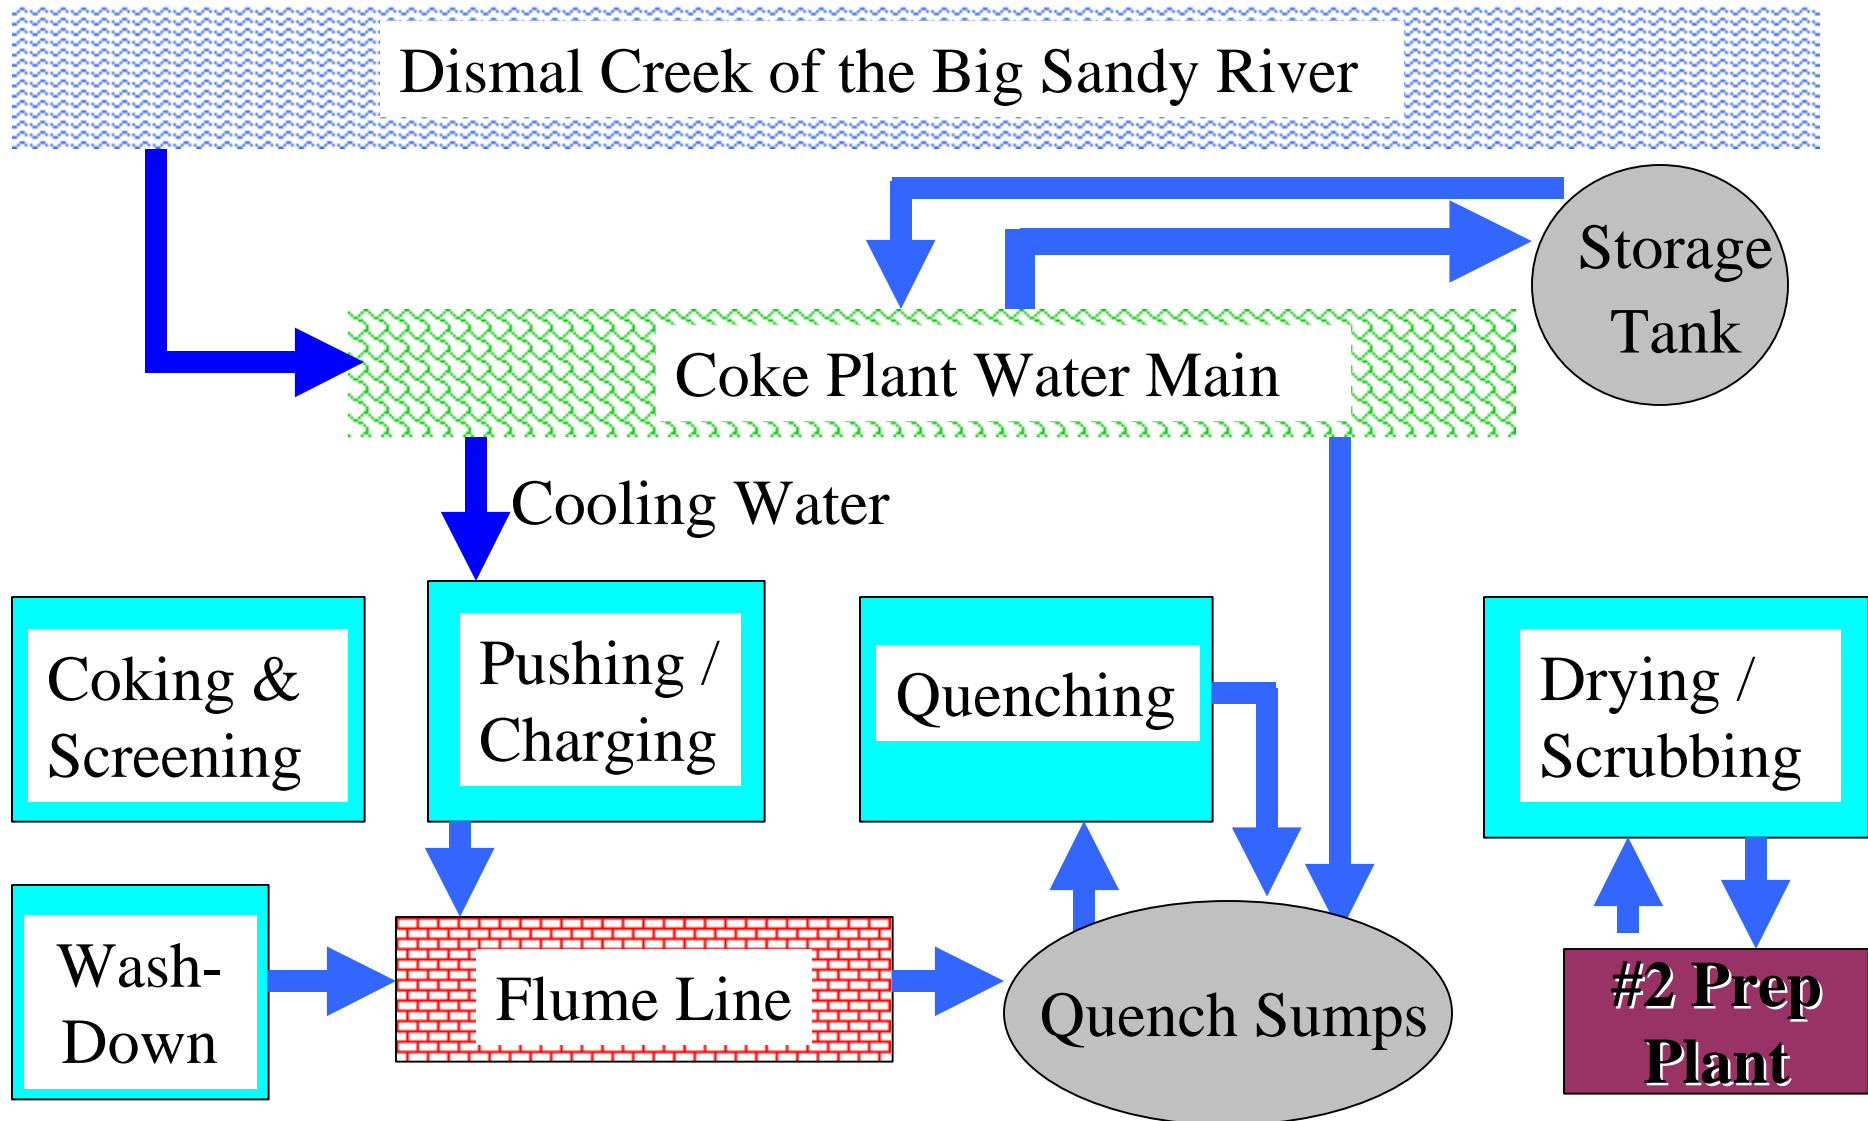 Dismal Creek of the Big Sandy River
Storage
Tank
Coke Plant Water Main
Cooling Water
Coking &
Screening
Pushing /
Charging
Quenching
Drying /
Scrubbing
Wash-
Down
Flume Line
Quench Sumps
#2 Prep
Plant